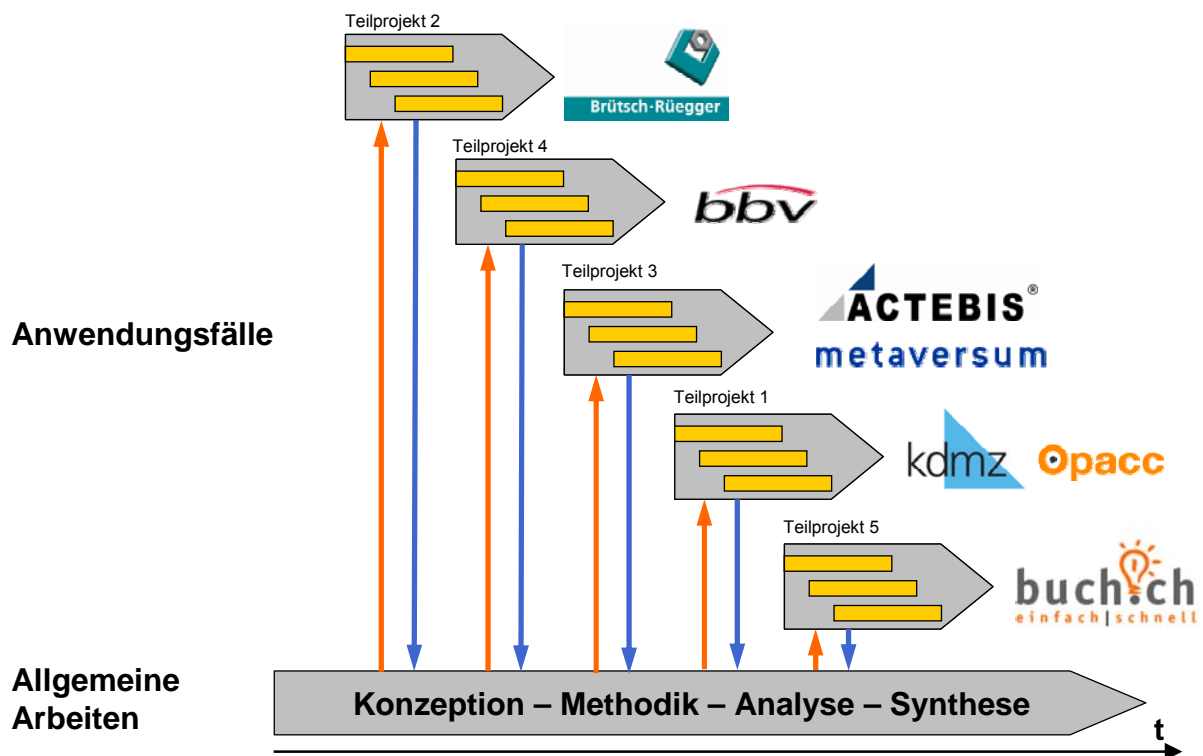 Teilprojekt 2
Brütsch-Rüegger
Teilprojekt 4
bbv
Teilprojekt 3
ACTEBIS®
metaversum
Anwendungsfälle
Teilprojekt 1
kdmz
Opacc
Teilprojekt 5
buch.ch
einfach|schnell
Allgemeine
Arbeiten
Konzeption – Methodik – Analyse – Synthese
t